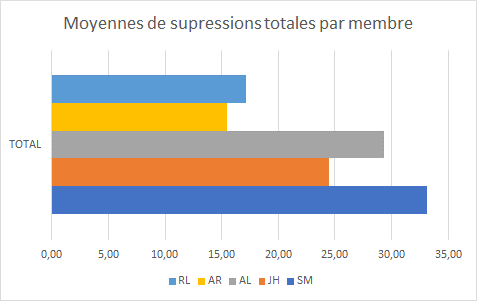 Moyennes de supressions totales par membre
TOTAL
0,00 5,00 10,00 15,00 20,00 25,00 30,00 35,00
RL AR AL JH SM